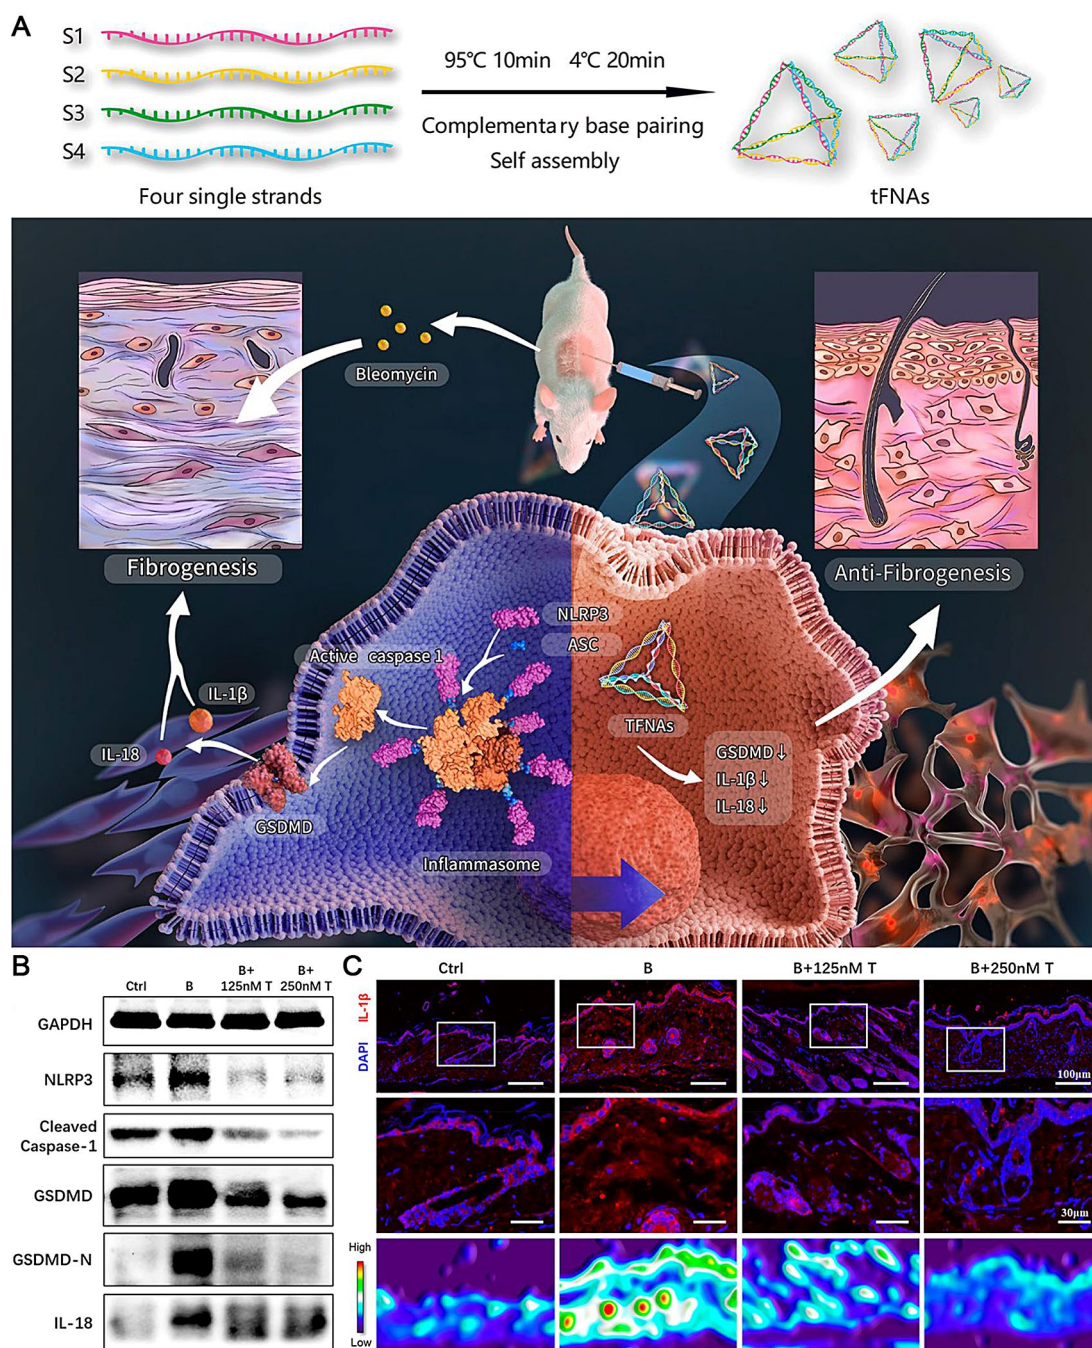 A
S1
S2
S3
S4
Four single strands
95℃ 10min 4℃ 20min
Complementary base pairing
Self assembly
tFNAs
Bleomycin
Fibrogenesis
Anti-Fibrogenesis
NLRP3
ASC
Active caspase 1
IL-1β
IL-18
GSDMD
Inflammasome
TFNAs
GSDMD↓
IL-1β↓
IL-18↓
B
Ctrl B B+ 125nM T B+ 250nM T
GAPDH
NLRP3
Cleaved
Caspase-1
GSDMD
GSDMD-N
IL-18
C
Ctrl B B+125nM T B+250nM T
DAPI IL-1β
100μm
30μm
High
Low